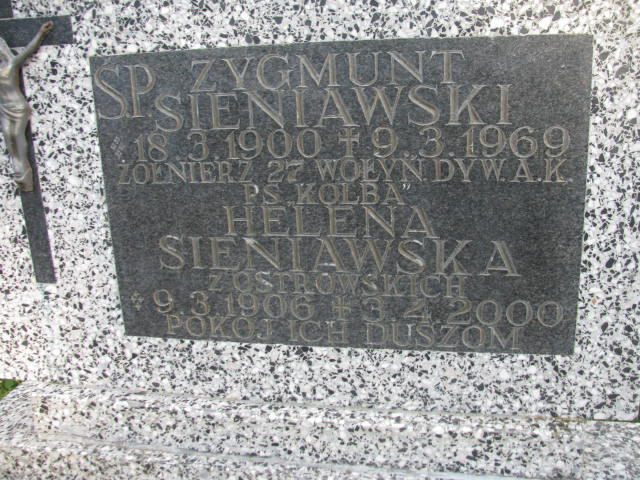 ŚP ZYGMUNT
SIENIAWSKI
* 18.3.1900 ✝ 9.3.1969
ŻOŁNIERZ 27 WOŁYŃ DYW. A.K.
PS „KOLBA”
HELENA
SIENIAWSKA
Z OSTROWSKICH
* 9.3.1906 ✝ 3.4.2000
POKÓJ ICH DUSZOM